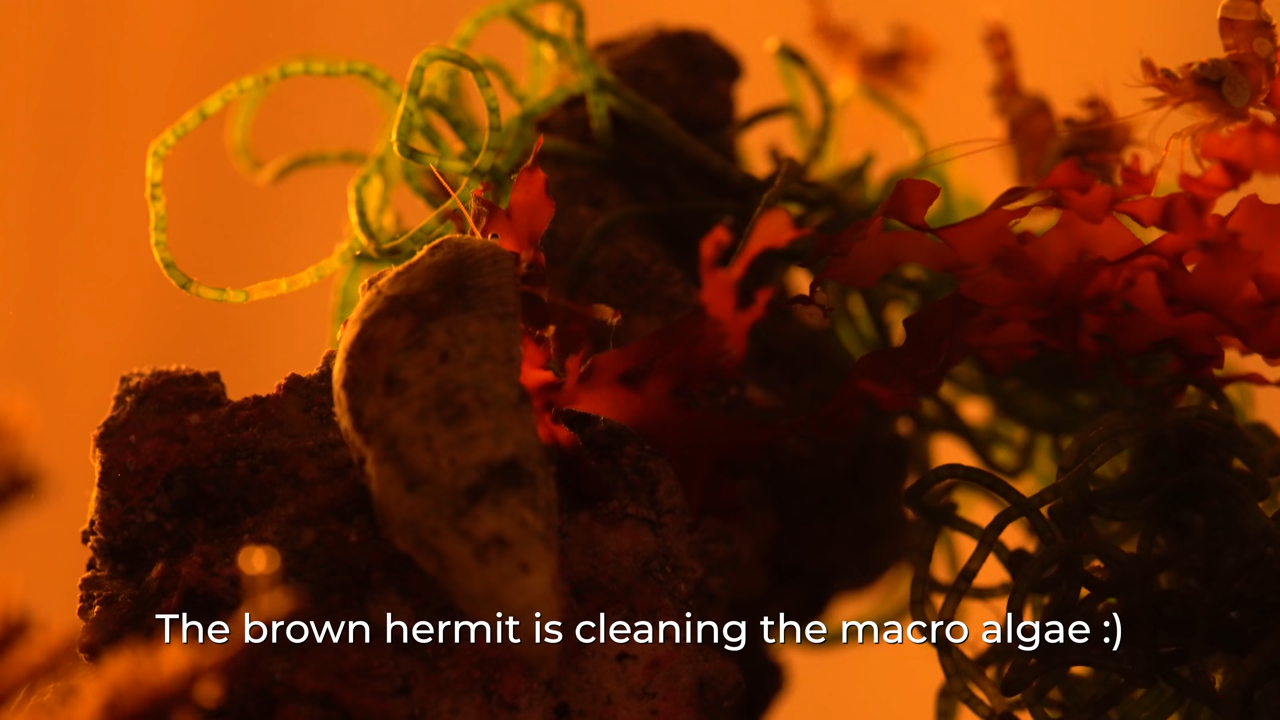 The brown hermit is cleaning the macro algae :)